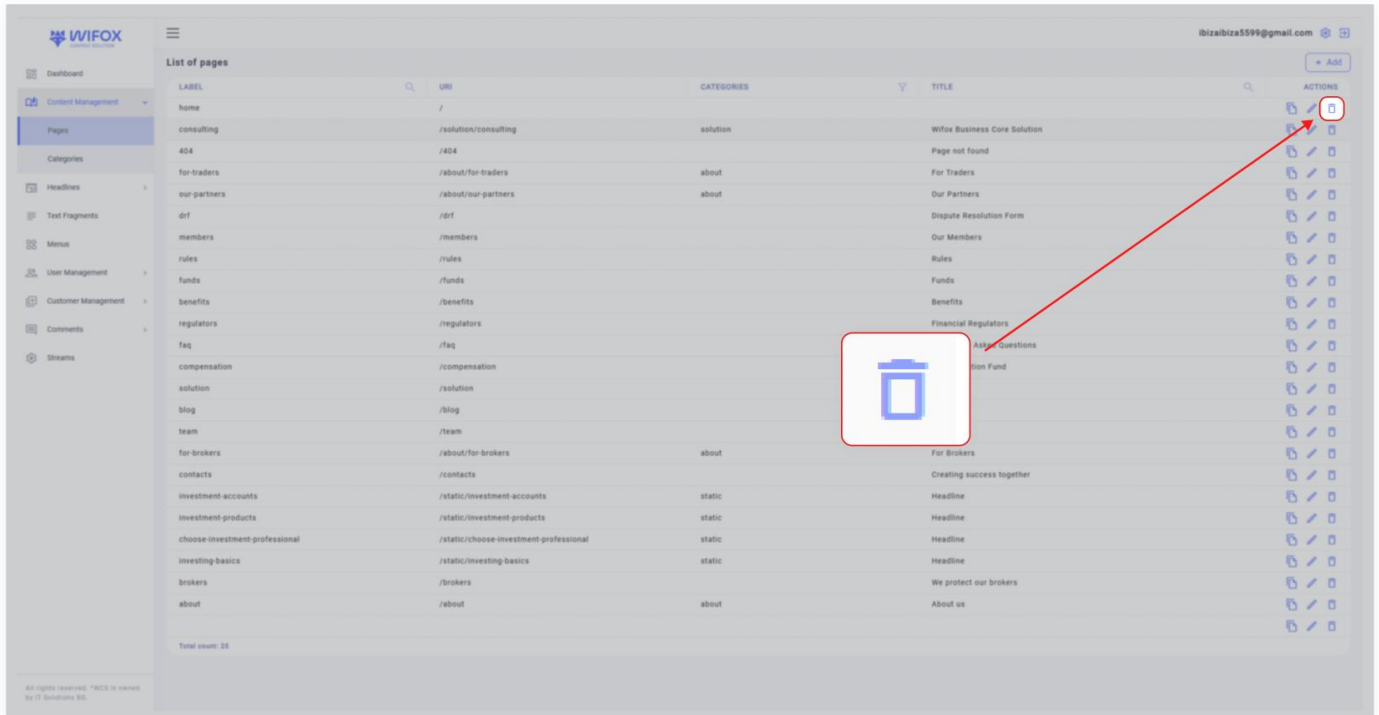 WIFOX
CONTENT SOLUTION
ibizaibiza5599@gmail.com
Dashboard
Content Management
Pages
Categories
Headlines
Text Fragments
Menus
User Management
Customer Management
Comments
Streams
List of pages
+ Add
LABEL URI CATEGORIES TITLE ACTIONS
home /
consulting /solution/consulting solution Wifox Business Core Solution
404 /404 Page not found
for-traders /about/for-traders about For Traders
our-partners /about/our-partners about Our Partners
drf /drf Dispute Resolution Form
members /members Our Members
rules /rules Rules
funds /funds Funds
benefits /benefits Benefits
regulators /regulators Financial Regulators
faq /faq Asked Questions
compensation /compensation tion Fund
solution /solution
blog /blog
team /team
for-brokers /about/for-brokers about For Brokers
contacts /contacts Creating success together
investment-accounts /static/investment-accounts static Headline
investment-products /static/investment-products static Headline
choose-investment-professional /static/choose-investment-professional static Headline
investing-basics /static/investing-basics static Headline
brokers /brokers We protect our brokers
about /about about About us
Total count: 25
All rights reserved. *WCS is owned
by IT Solutions BG.